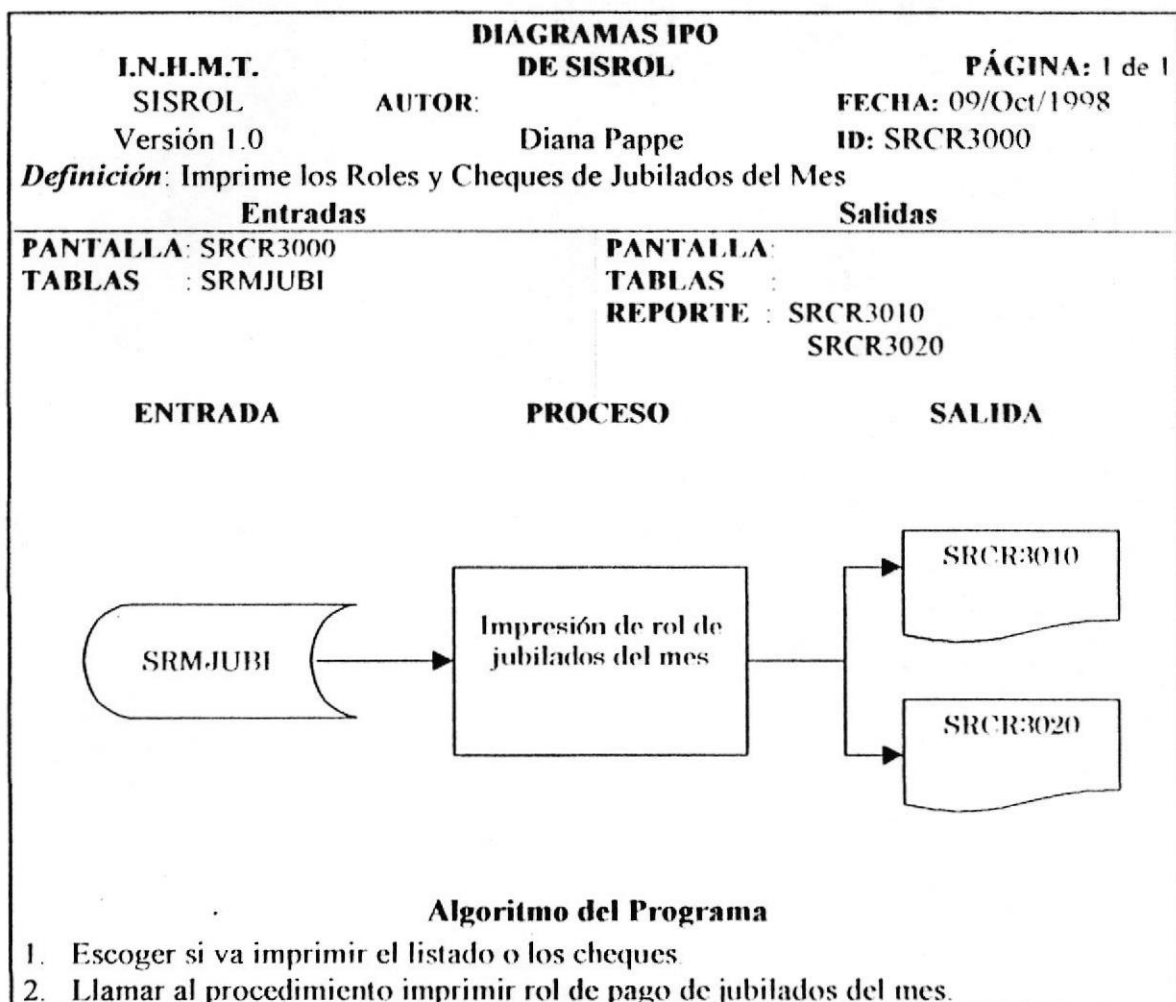 DIAGRAMAS IPO
I.N.H.M.T. DE SISROL PÁGINA: 1 de 1
SISROL AUTOR: FECHA: 09/Oct/1998
Versión 1.0 Diana Pappe ID: SRCR3000
Definición: Imprime los Roles y Cheques de Jubilados del Mes
Entradas Salidas
PANTALLA: SRCR3000 PANTALLA:
TABLAS : SRMJUBI TABLAS :
REPORTE : SRCR3010
SRCR3020
ENTRADA PROCESO SALIDA
SRCR3010
Impresión de rol de
SRMJUBI jubilados del mes
SRCR3020
Algoritmo del Programa
1. Escoger si va imprimir el listado o los cheques.
2. Llamar al procedimiento imprimir rol de pago de jubilados del mes.